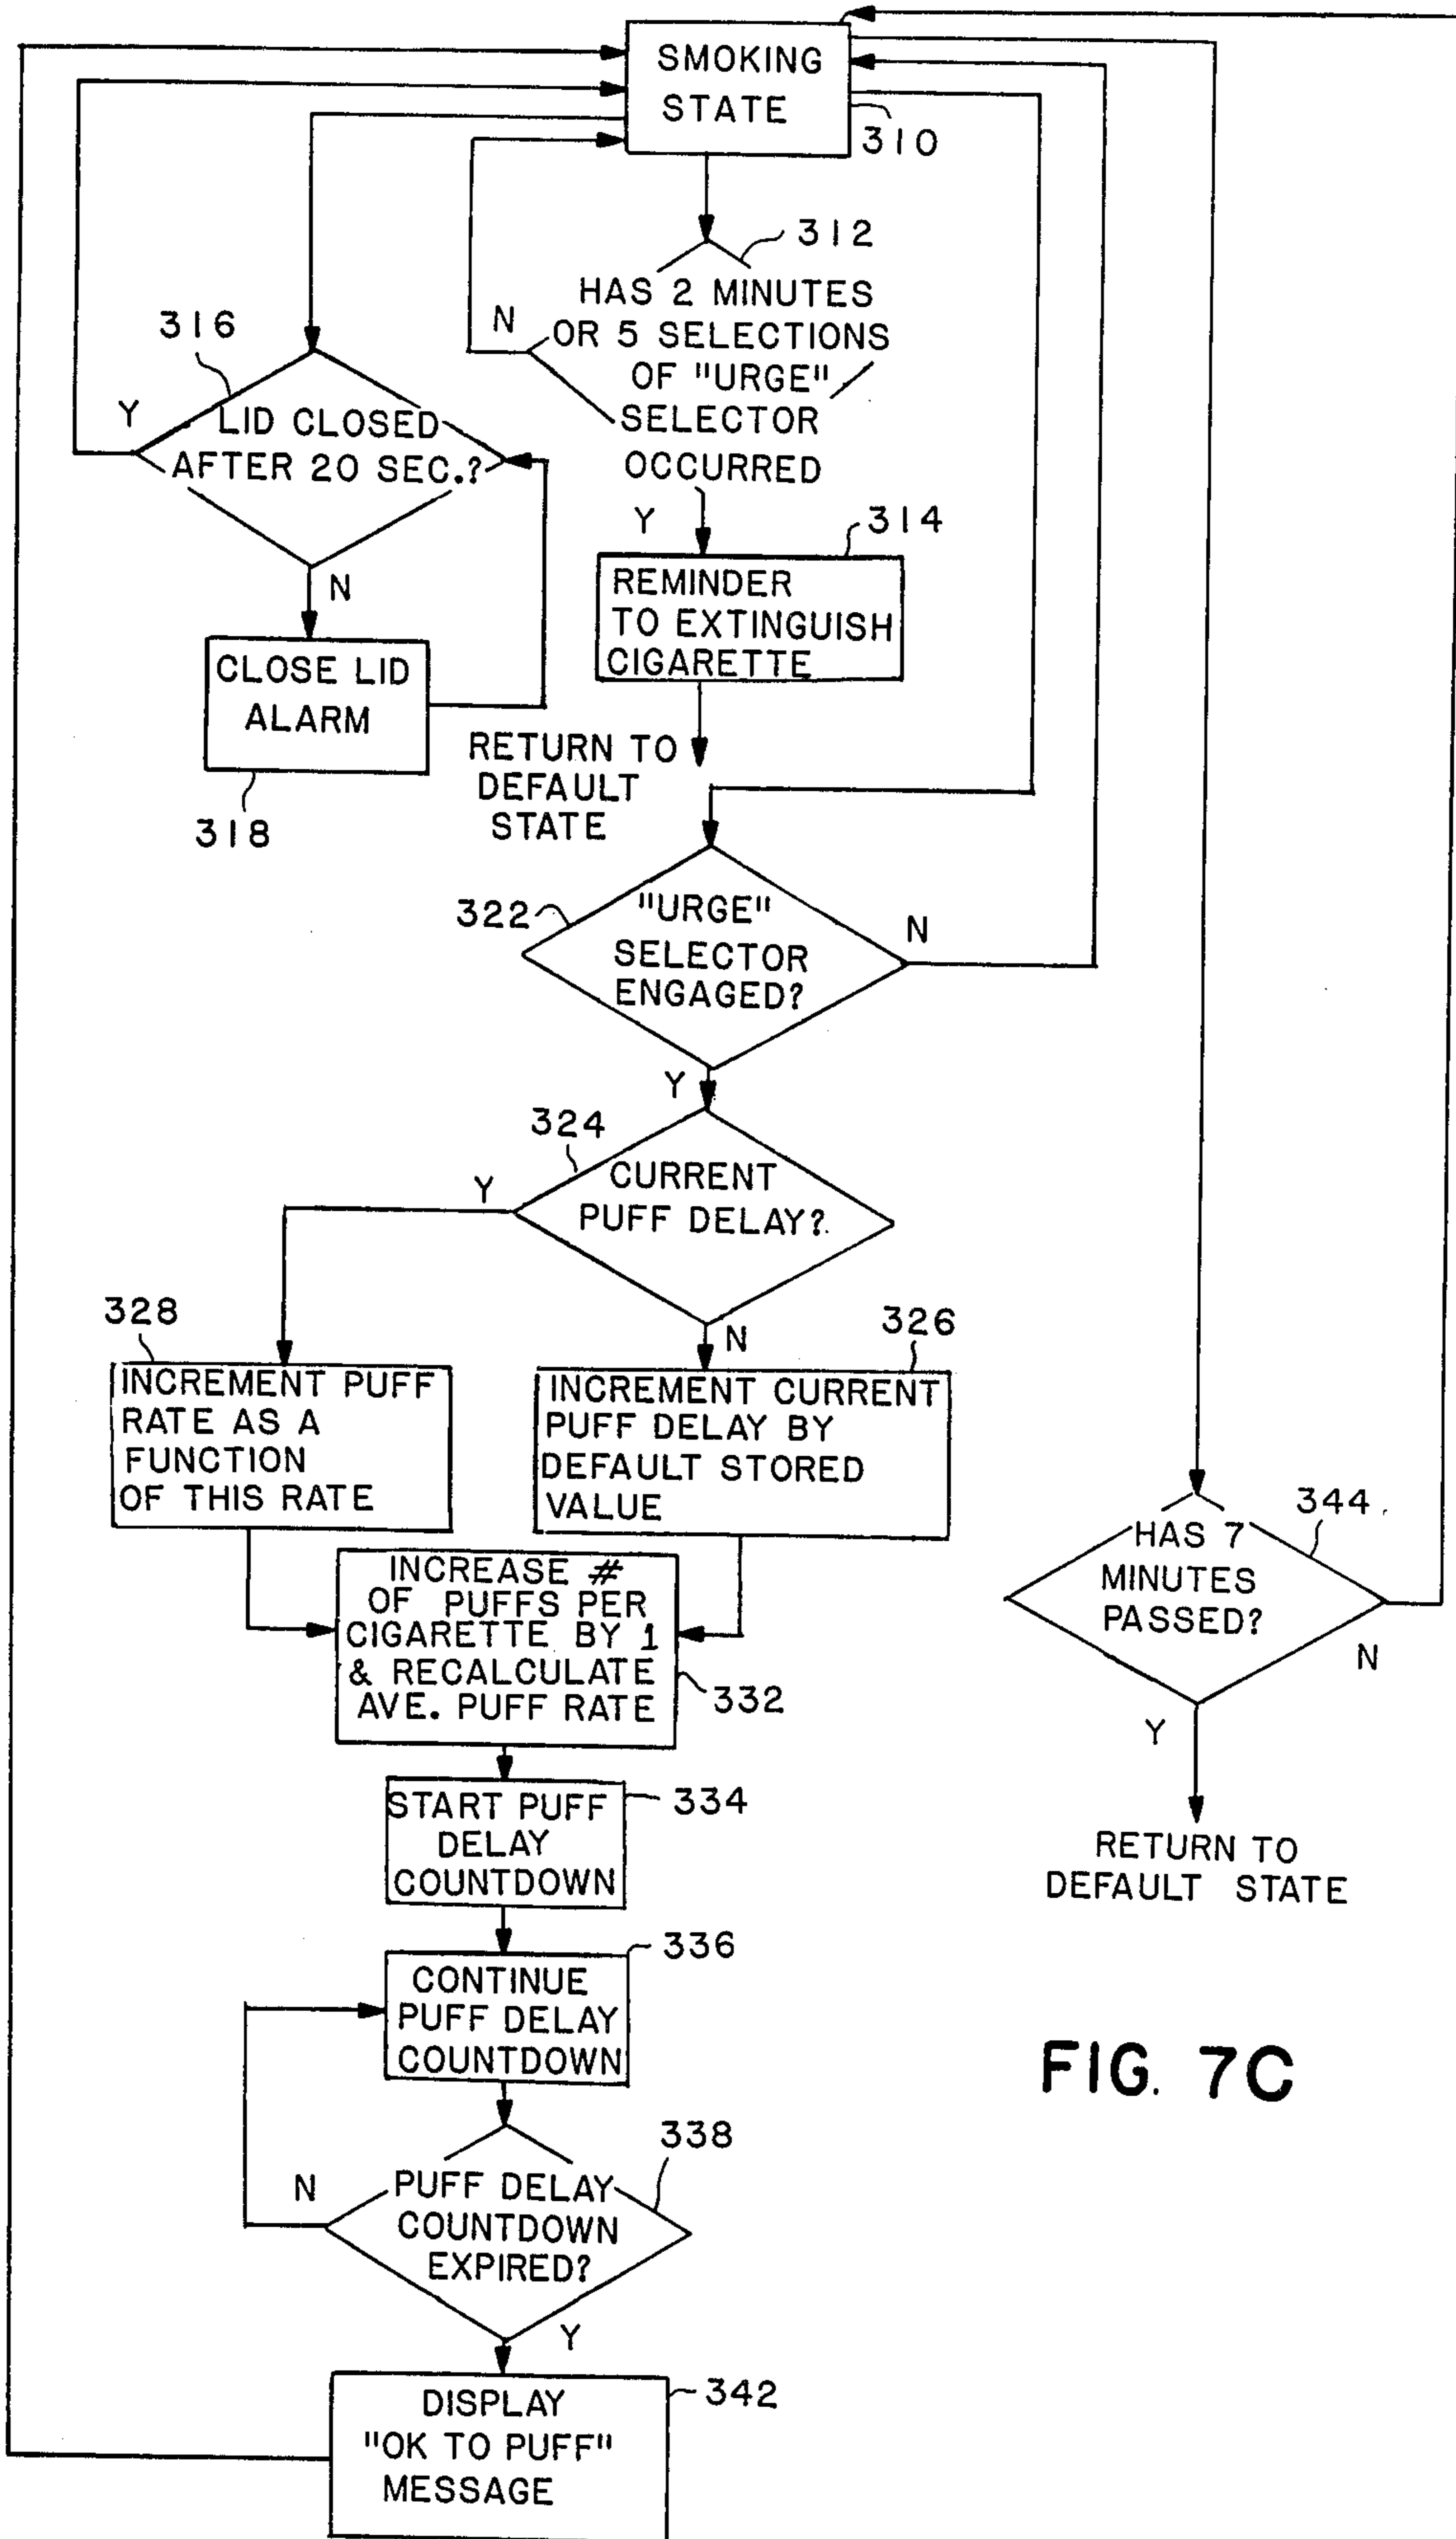 SMOKING
STATE
310
312
HAS 2 MINUTES
OR 5 SELECTIONS
OF "URGE"
SELECTOR
OCCURRED
N
Y
316
LID CLOSED
AFTER 20 SEC.?
Y
N
CLOSE LID
ALARM
318
314
REMINDER
TO EXTINGUISH
CIGARETTE
RETURN TO
DEFAULT
STATE
322
"URGE"
SELECTOR
ENGAGED?
N
Y
324
CURRENT
PUFF DELAY?
Y
N
328
INCREMENT PUFF
RATE AS A
FUNCTION
OF THIS RATE
326
INCREMENT CURRENT
PUFF DELAY BY
DEFAULT STORED
VALUE
INCREASE #
OF PUFFS PER
CIGARETTE BY 1
& RECALCULATE
AVE. PUFF RATE
332
START PUFF
DELAY
COUNTDOWN
334
CONTINUE
PUFF DELAY
COUNTDOWN
336
338
PUFF DELAY
COUNTDOWN
EXPIRED?
N
Y
DISPLAY
"OK TO PUFF"
MESSAGE
342
344
HAS 7
MINUTES
PASSED?
N
Y
RETURN TO
DEFAULT STATE
FIG. 7C